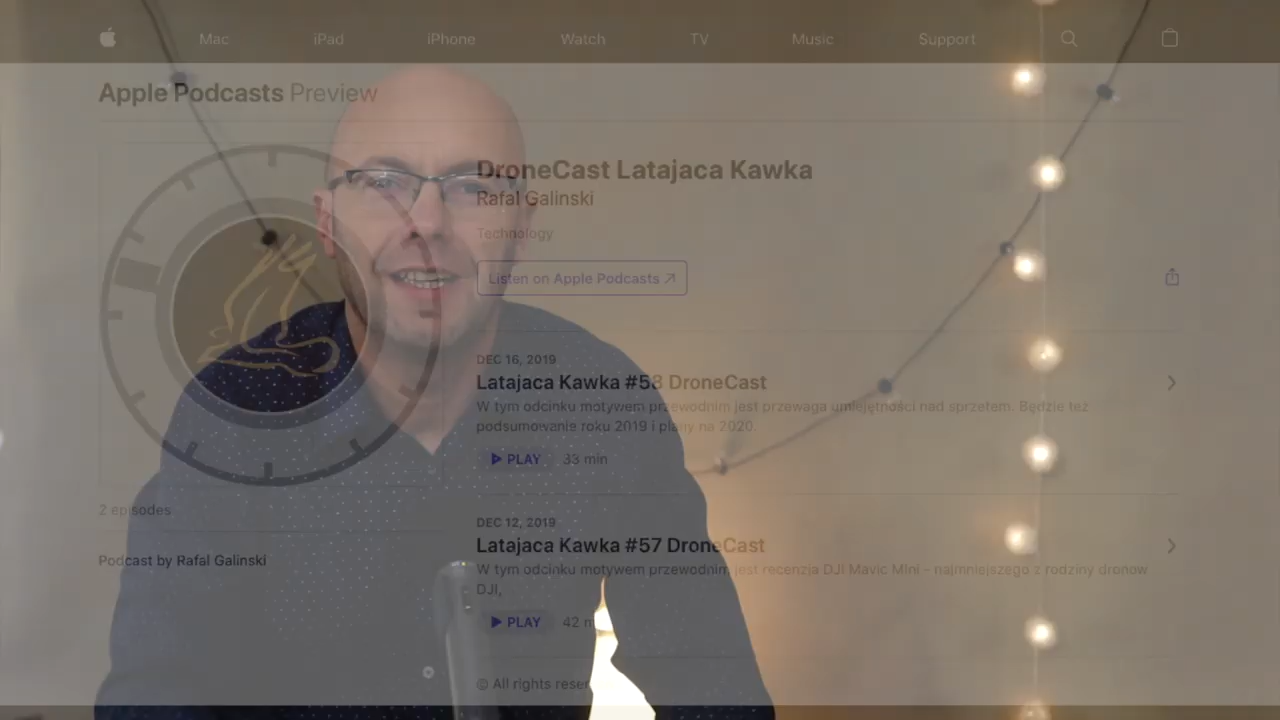 Mac iPad iPhone Watch TV Music Support
Apple Podcasts Preview
DroneCast Latajaca Kawka
Rafal Galinski
Technology
Listen on Apple Podcasts ↗
DEC 16, 2019
Latajaca Kawka #58 DroneCast
W tym odcinku motywem przewodnim jest przewaga umiejętności nad sprzetem. Będzie też
podsumowanie roku 2019 i plany na 2020.
PLAY 33 min
2 episodes
DEC 12, 2019
Latajaca Kawka #57 DroneCast
Podcast by Rafal Galinski
W tym odcinku motywem przewodnim jest recenzja DJI Mavic Mini - najmniejszego z rodziny dronów
DJI,
PLAY 42
© All rights